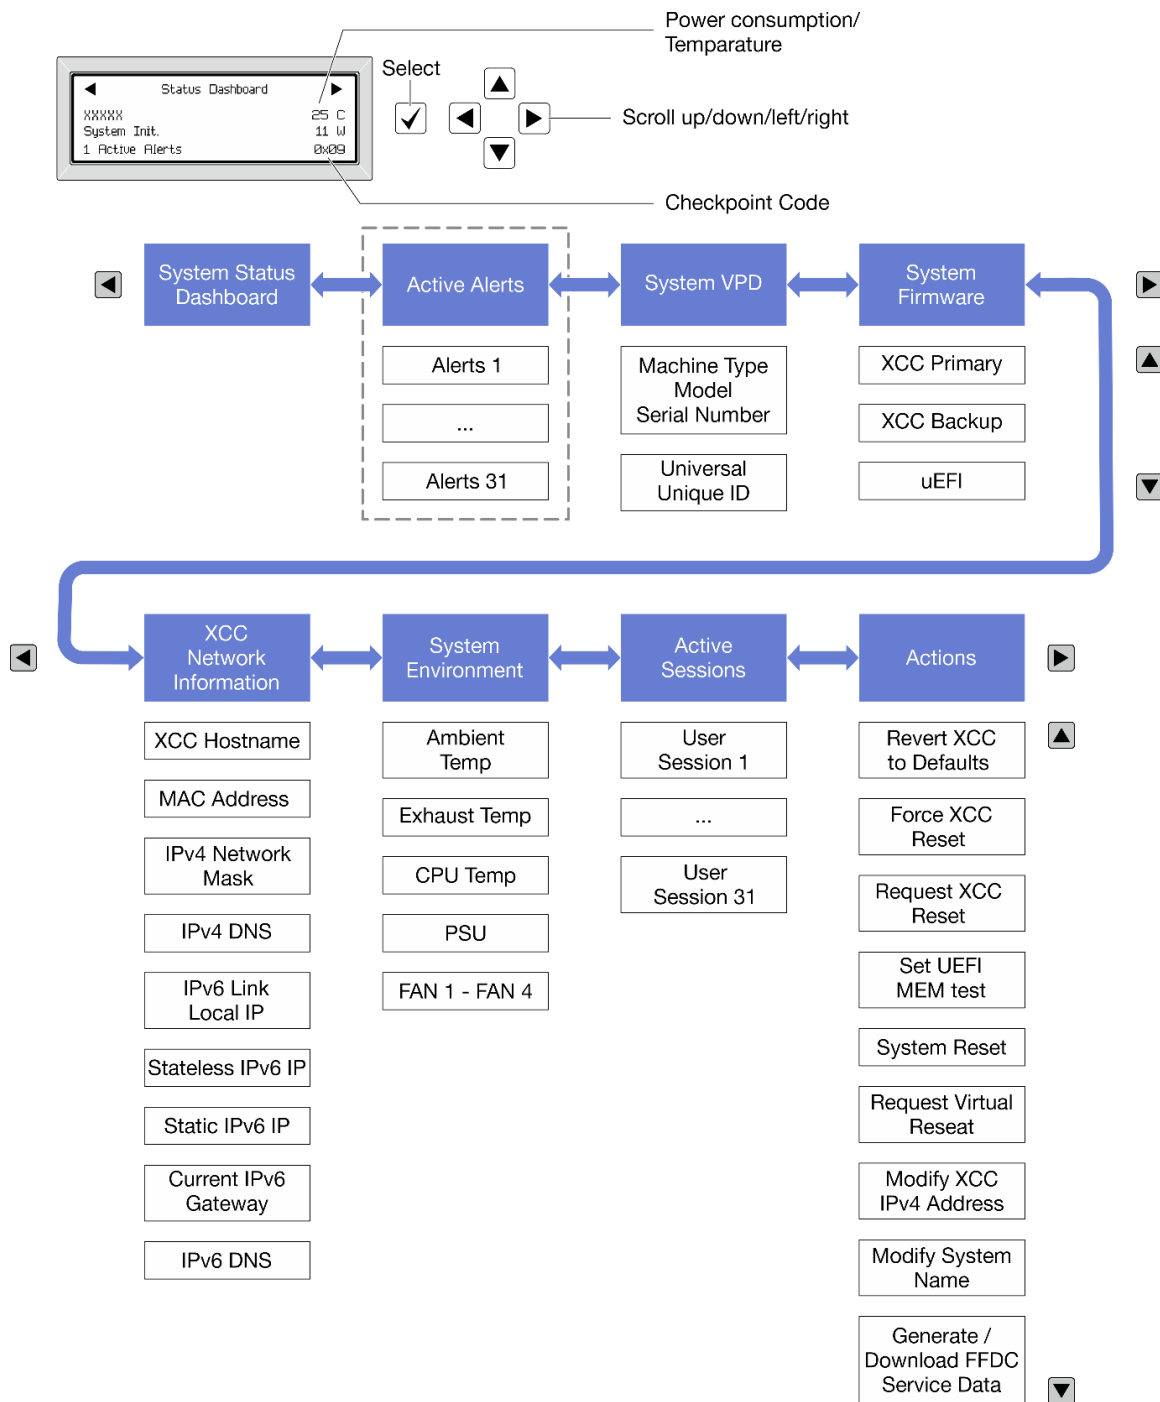 Power consumption/
Temparature
Select
Status Dashboard
XXXXX 25 C
System Init. 11 W
1 Active Alerts 0x09
Scroll up/down/left/right
Checkpoint Code
System Status
Dashboard
Active Alerts
System VPD
System
Firmware
Alerts 1
...
Alerts 31
Machine Type
Model
Serial Number
Universal
Unique ID
XCC Primary
XCC Backup
uEFI
XCC
Network
Information
System
Environment
Active
Sessions
Actions
XCC Hostname
MAC Address
IPv4 Network
Mask
IPv4 DNS
IPv6 Link
Local IP
Stateless IPv6 IP
Static IPv6 IP
Current IPv6
Gateway
IPv6 DNS
Ambient
Temp
Exhaust Temp
CPU Temp
PSU
FAN 1 - FAN 4
User
Session 1
...
User
Session 31
Revert XCC
to Defaults
Force XCC
Reset
Request XCC
Reset
Set UEFI
MEM test
System Reset
Request Virtual
Reseat
Modify XCC
IPv4 Address
Modify System
Name
Generate /
Download FFDC
Service Data